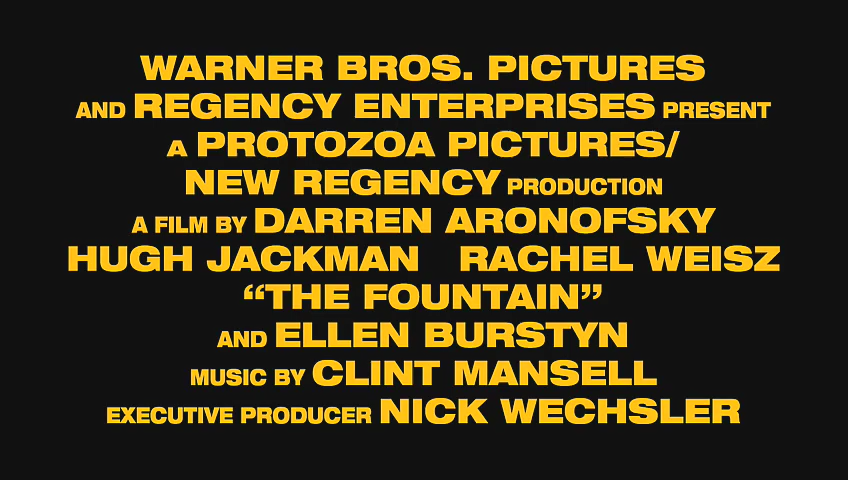 WARNER BROS. PICTURES
AND REGENCY ENTERPRISES PRESENT
A PROTOZOA PICTURES/
NEW REGENCY PRODUCTION
A FILM BY DARREN ARONOFSKY
HUGH JACKMAN RACHEL WEISZ
“THE FOUNTAIN”
AND ELLEN BURSTYN
MUSIC BY CLINT MANSELL
EXECUTIVE PRODUCER NICK WECHSLER